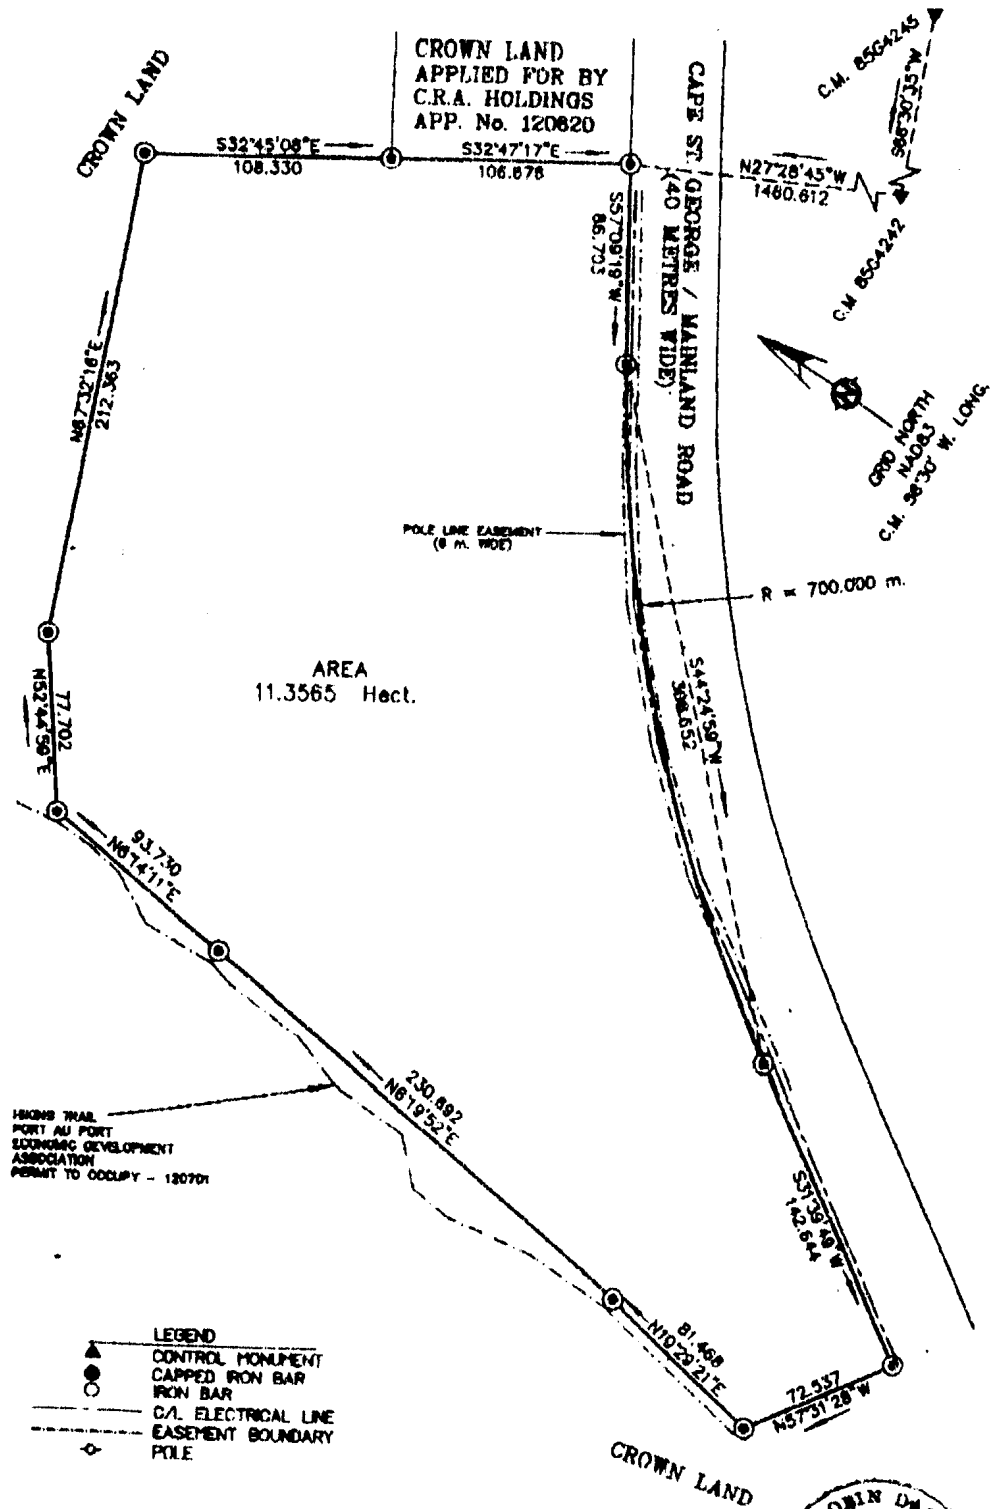 CROWN LAND
CROWN LAND
APPLIED FOR BY
C.R.A. HOLDINGS
APP. No. 120820
C.M. 85G4245
S66°30'35"W
S32°45'08"E
108.330
S32°47'17"E
106.678
N27°28'45"W
1480.612
C.M 85G4242
CAPE ST. GEORGE / MAINLAND ROAD
(40 METRES WIDE)
S57°09'19"W
86.703
GRID NORTH
NAD83
C.M. 58°30' W. LONG.
N67°32'16"E
212.363
POLE LINE EASEMENT
(6 m. WIDE)
R = 700.000 m.
AREA
11.3565 Hect.
S44°24'59"W
308.652
77.702
N52°44'56"E
93.730
N6°14'11"E
230.692
N6°19'52"E
HIKING TRAIL
PORT AU PORT
ECONOMIC DEVELOPMENT
ASSOCIATION
PERMIT TO OCCUPY - 120701
S31°39'49"W
142.644
81.468
N10°29'21"E
72.537
N57°31'28"W
LEGEND
CONTROL MONUMENT
CAPPED IRON BAR
IRON BAR
C/L ELECTRICAL LINE
EASEMENT BOUNDARY
POLE
CROWN LAND